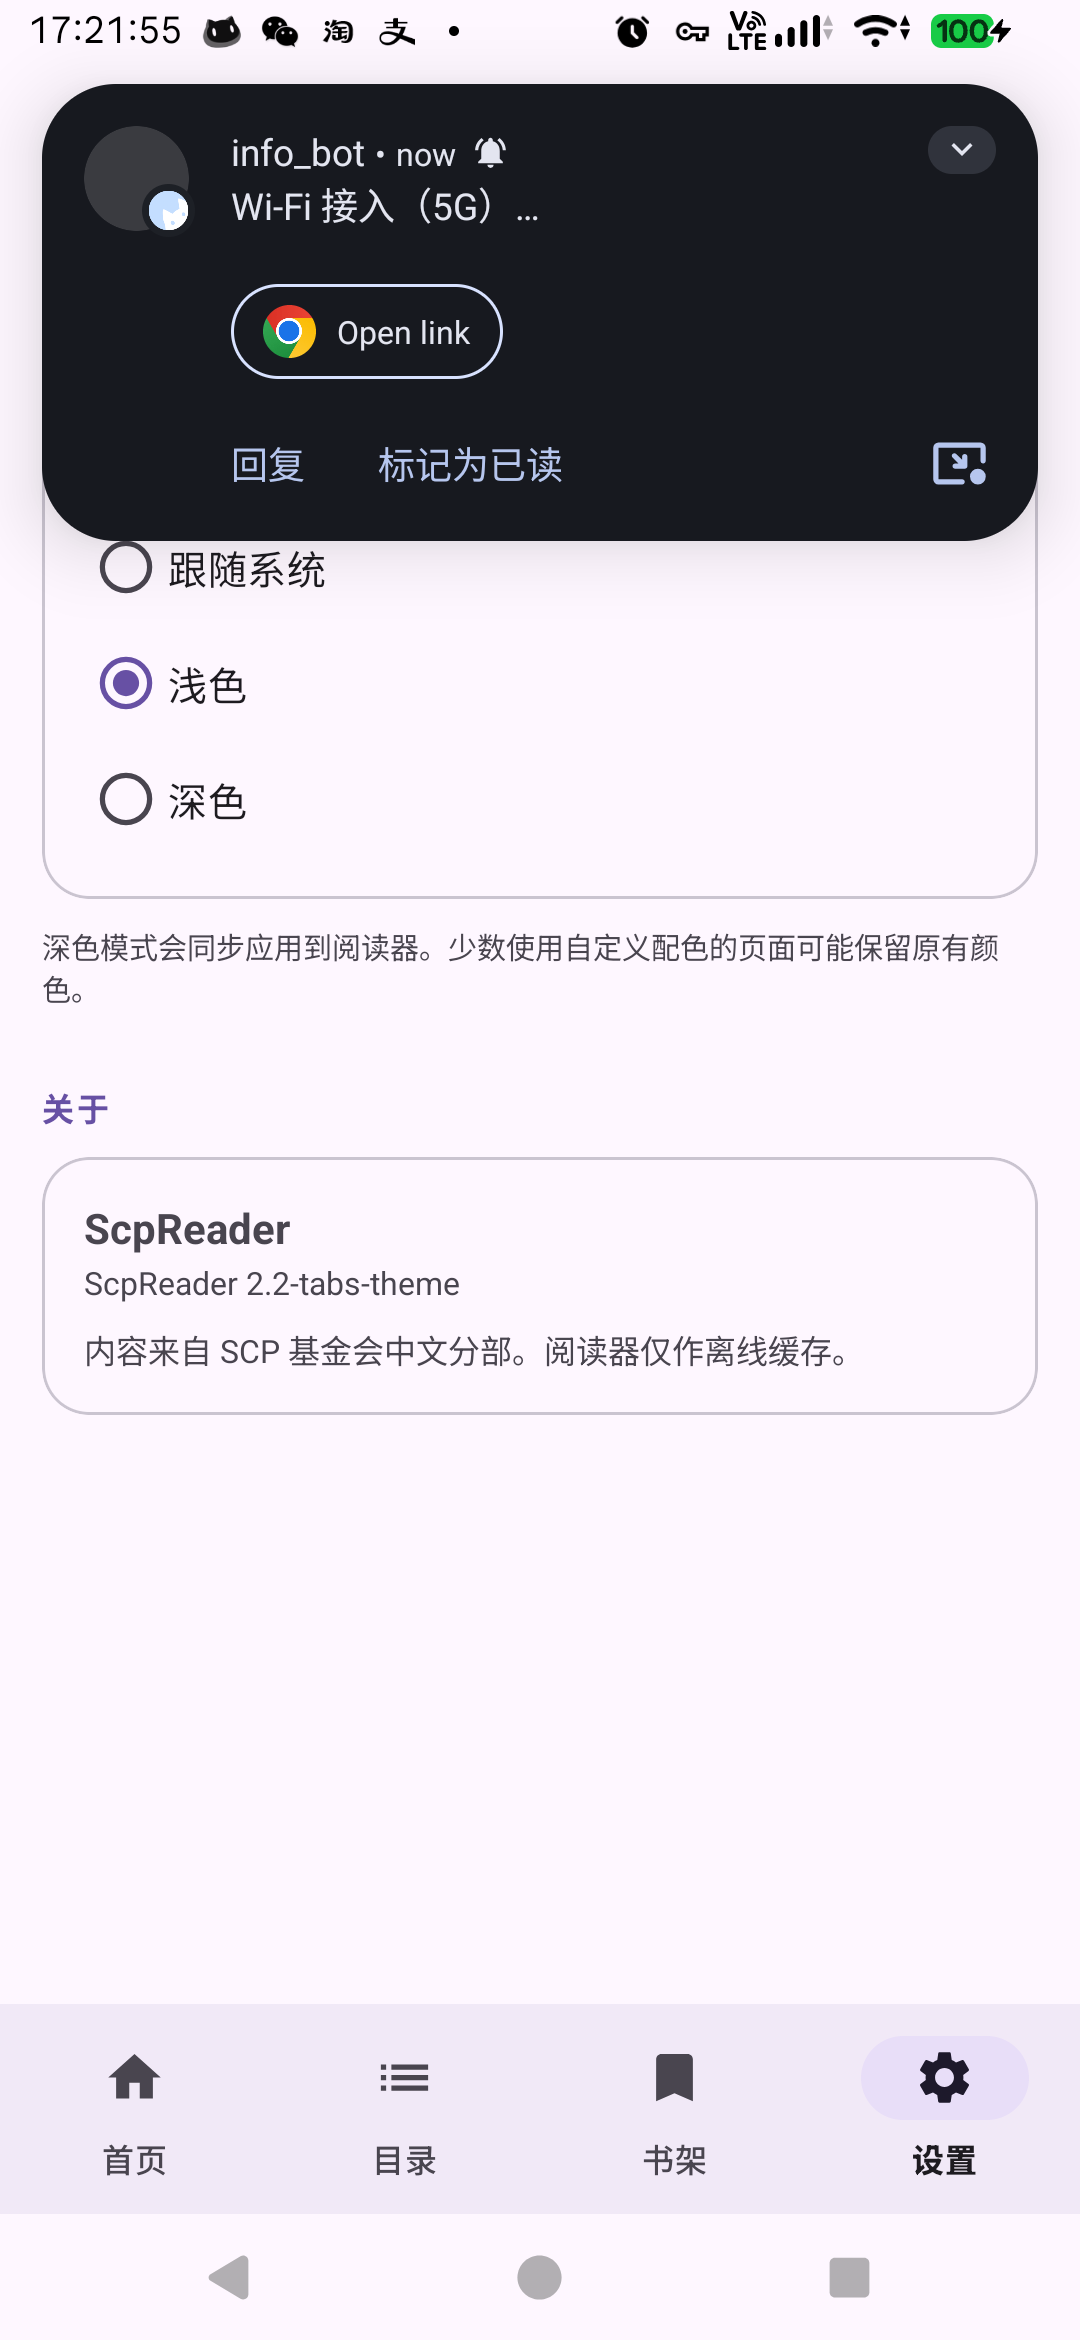 17:21:55 淘 支 VoLTE 100
info_bot • now
Wi-Fi 接入（5G）…
Open link
回复 标记为已读
跟随系统
浅色
深色
深色模式会同步应用到阅读器。少数使用自定义配色的页面可能保留原有颜
色。
关于
ScpReader
ScpReader 2.2-tabs-theme
内容来自 SCP 基金会中文分部。阅读器仅作离线缓存。
首页 目录 书架 设置